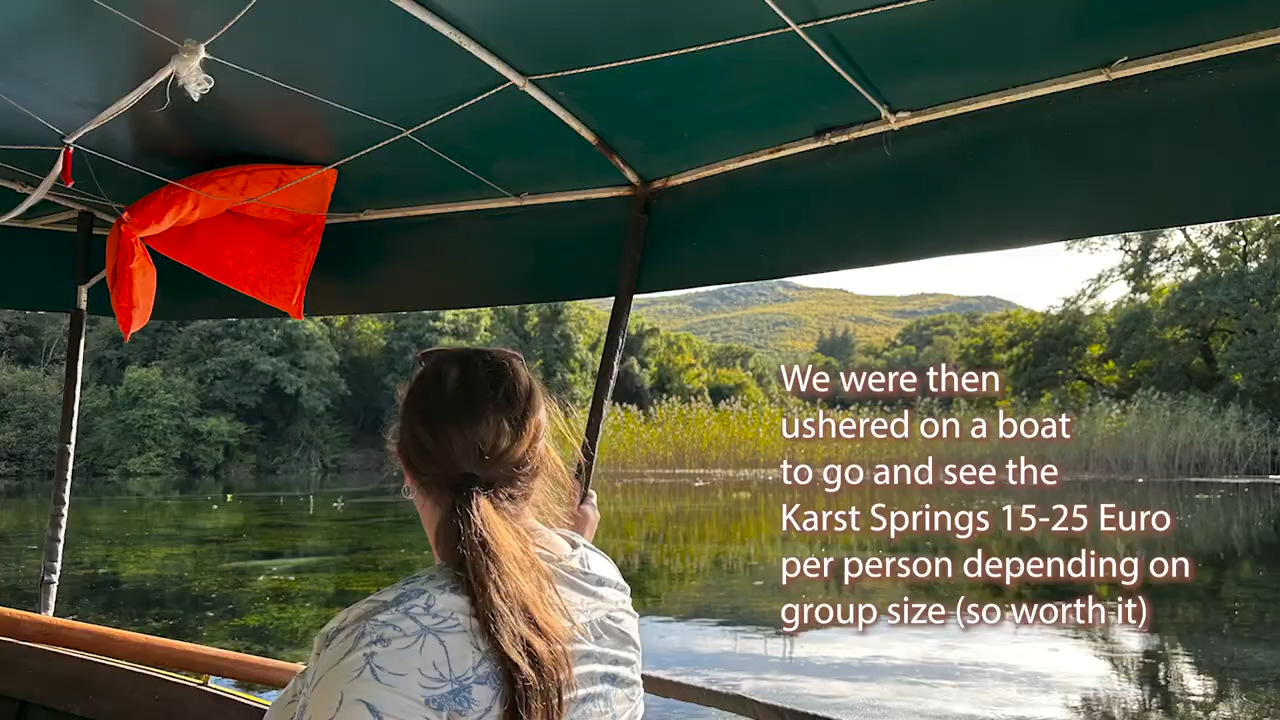 We were then
ushered on a boat
to go and see the
Karst Springs 15-25 Euro
per person depending on
group size (so worth it)